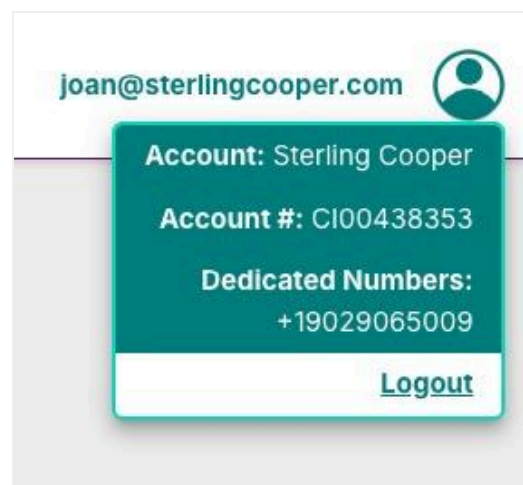 joan@sterlingcooper.com
Account: Sterling Cooper
Account #: CI00438353
Dedicated Numbers:
+19029065009
Logout